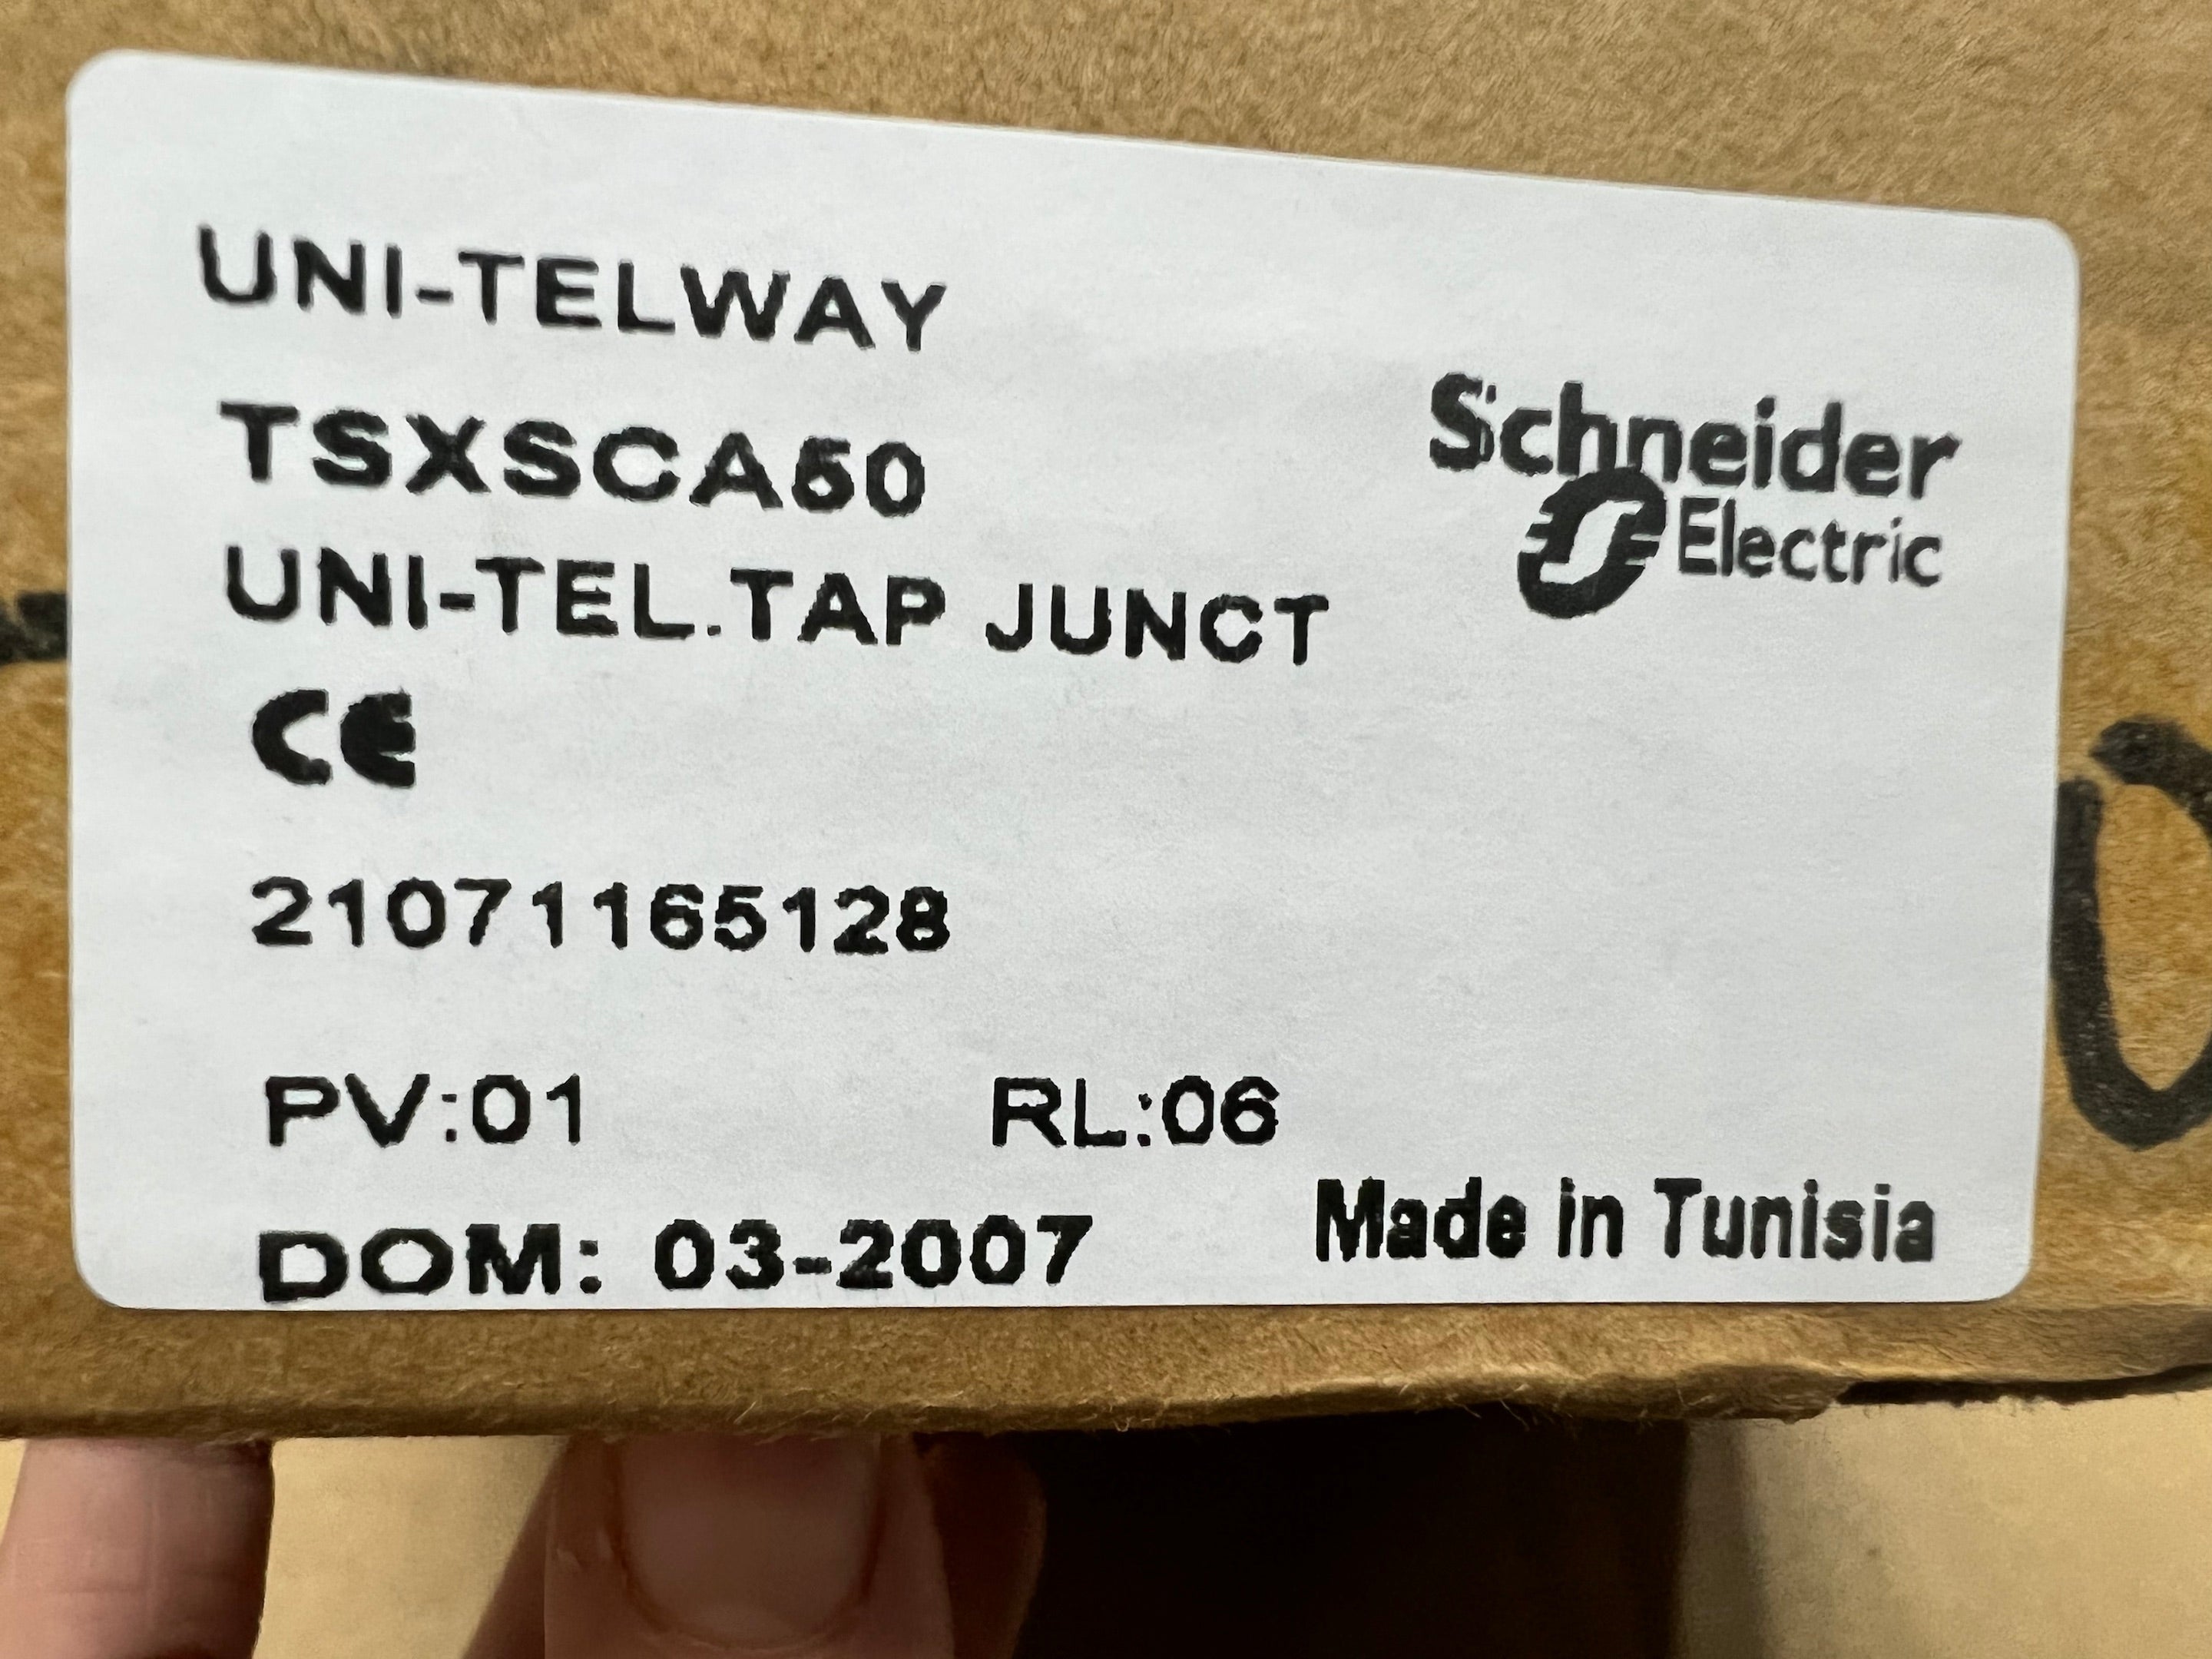 UNI-TELWAY
TSXSCA50
Schneider
Electric
UNI-TEL.TAP JUNCT
CE
21071165128
PV:01 RL:06
DOM: 03-2007 Made in Tunisia